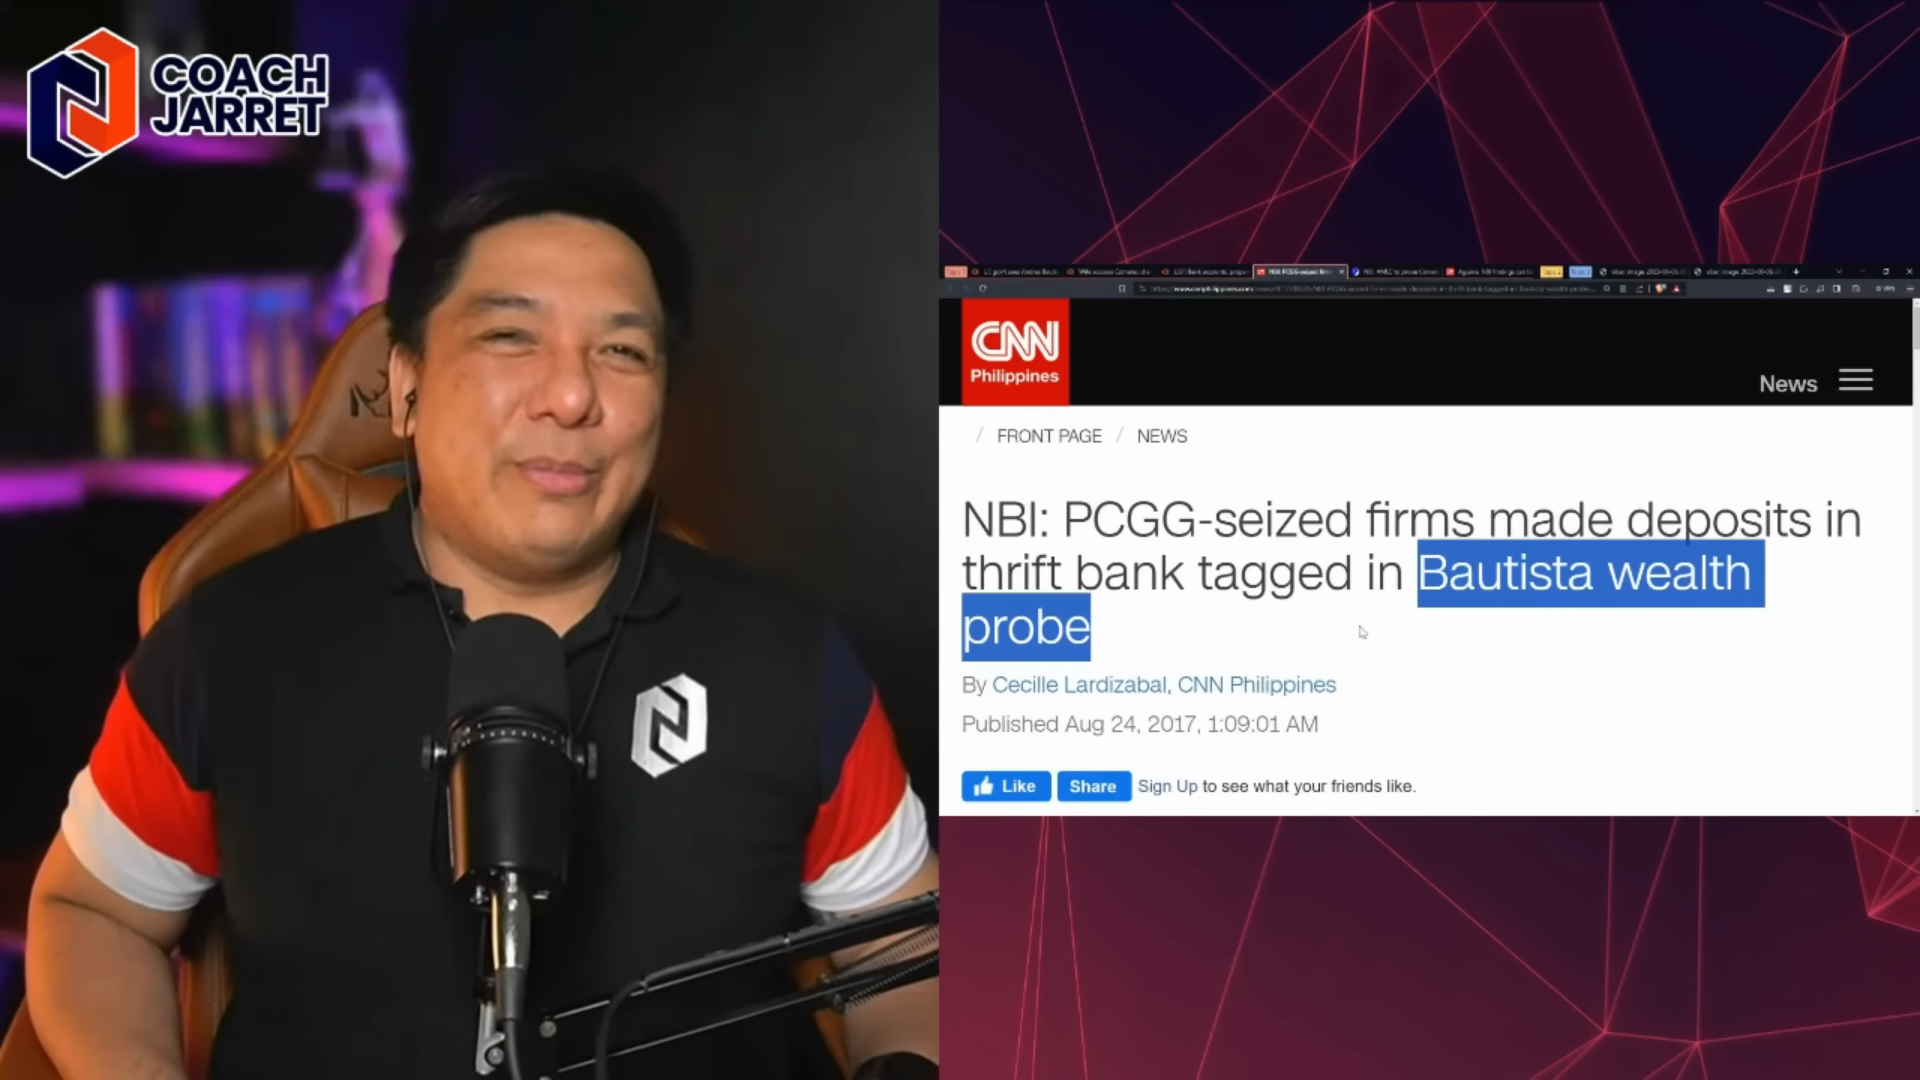 COACH
JARRET
CNN
Philippines
News
/ FRONT PAGE / NEWS
NBI: PCGG-seized firms made deposits in
thrift bank tagged in Bautista wealth
probe
By Cecille Lardizabal, CNN Philippines
Published Aug 24, 2017, 1:09:01 AM
Like Share Sign Up to see what your friends like.